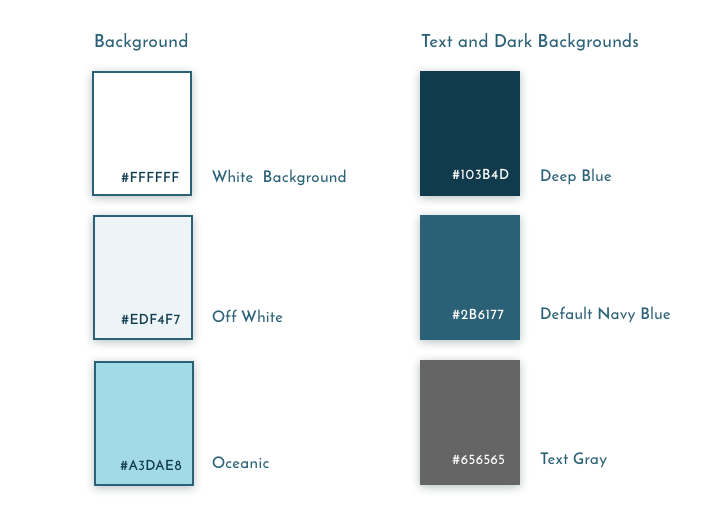 Background
#FFFFFF
White Background
#EDF4F7
Off White
#A3DAE8
Oceanic
Text and Dark Backgrounds
#103B4D
Deep Blue
#2B6177
Default Navy Blue
#656565
Text Gray